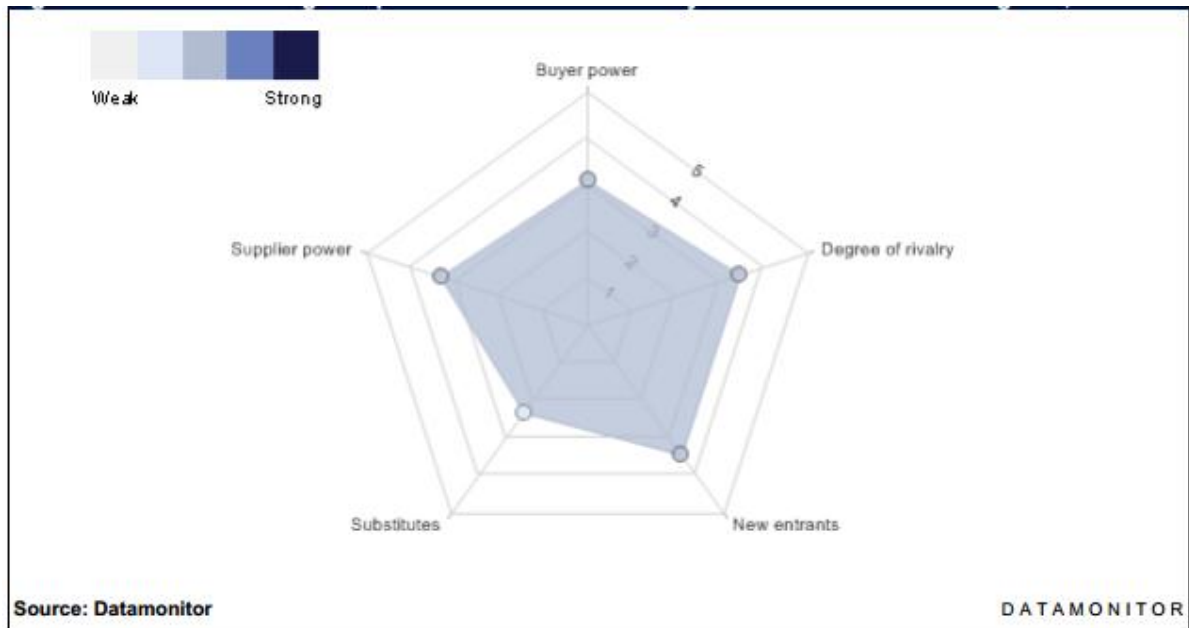 Weak
Strong
Buyer power
5
4
3
2
1
Supplier power
Degree of rivalry
Substitutes
New entrants
Source: Datamonitor
DATAMONITOR